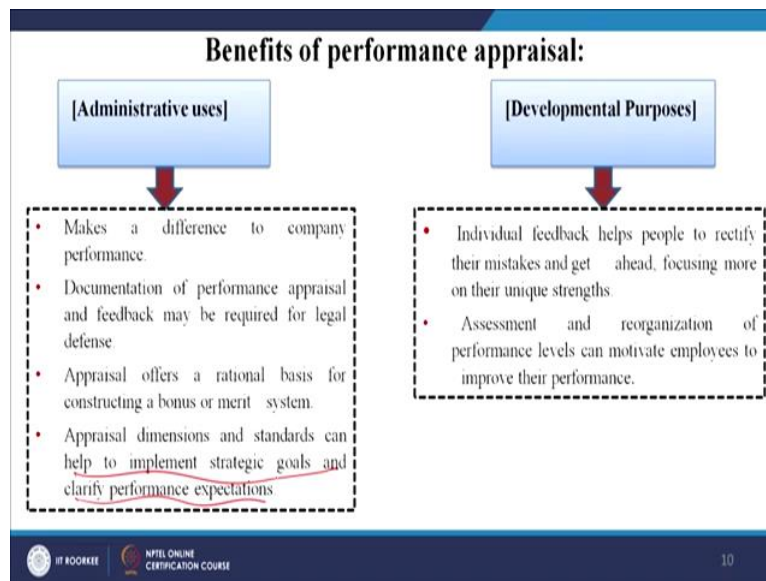 Benefits of performance appraisal:
[Administrative uses]
• Makes a difference to company
performance.
• Documentation of performance appraisal
and feedback may be required for legal
defense.
• Appraisal offers a rational basis for
constructing a bonus or merit system.
• Appraisal dimensions and standards can
help to implement strategic goals and
clarify performance expectations
[Developmental Purposes]
• Individual feedback helps people to rectify
their mistakes and get ahead, focusing more
on their unique strengths.
• Assessment and reorganization of
performance levels can motivate employees to
improve their performance.
IIT ROORKEE
NPTEL ONLINE
CERTIFICATION COURSE
10